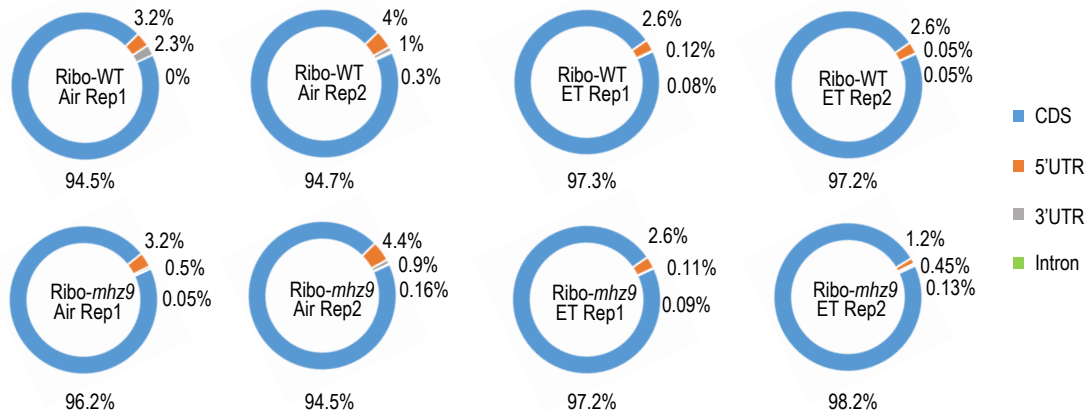 3.2%
2.3%
0%
Ribo-WT
Air Rep1
94.5%
4%
1%
0.3%
Ribo-WT
Air Rep2
94.7%
2.6%
0.12%
0.08%
Ribo-WT
ET Rep1
97.3%
2.6%
0.05%
0.05%
Ribo-WT
ET Rep2
97.2%
CDS
5'UTR
3'UTR
Intron
3.2%
0.5%
0.05%
Ribo-mhz9
Air Rep1
96.2%
4.4%
0.9%
0.16%
Ribo-mhz9
Air Rep2
94.5%
2.6%
0.11%
0.09%
Ribo-mhz9
ET Rep1
97.2%
1.2%
0.45%
0.13%
Ribo-mhz9
ET Rep2
98.2%